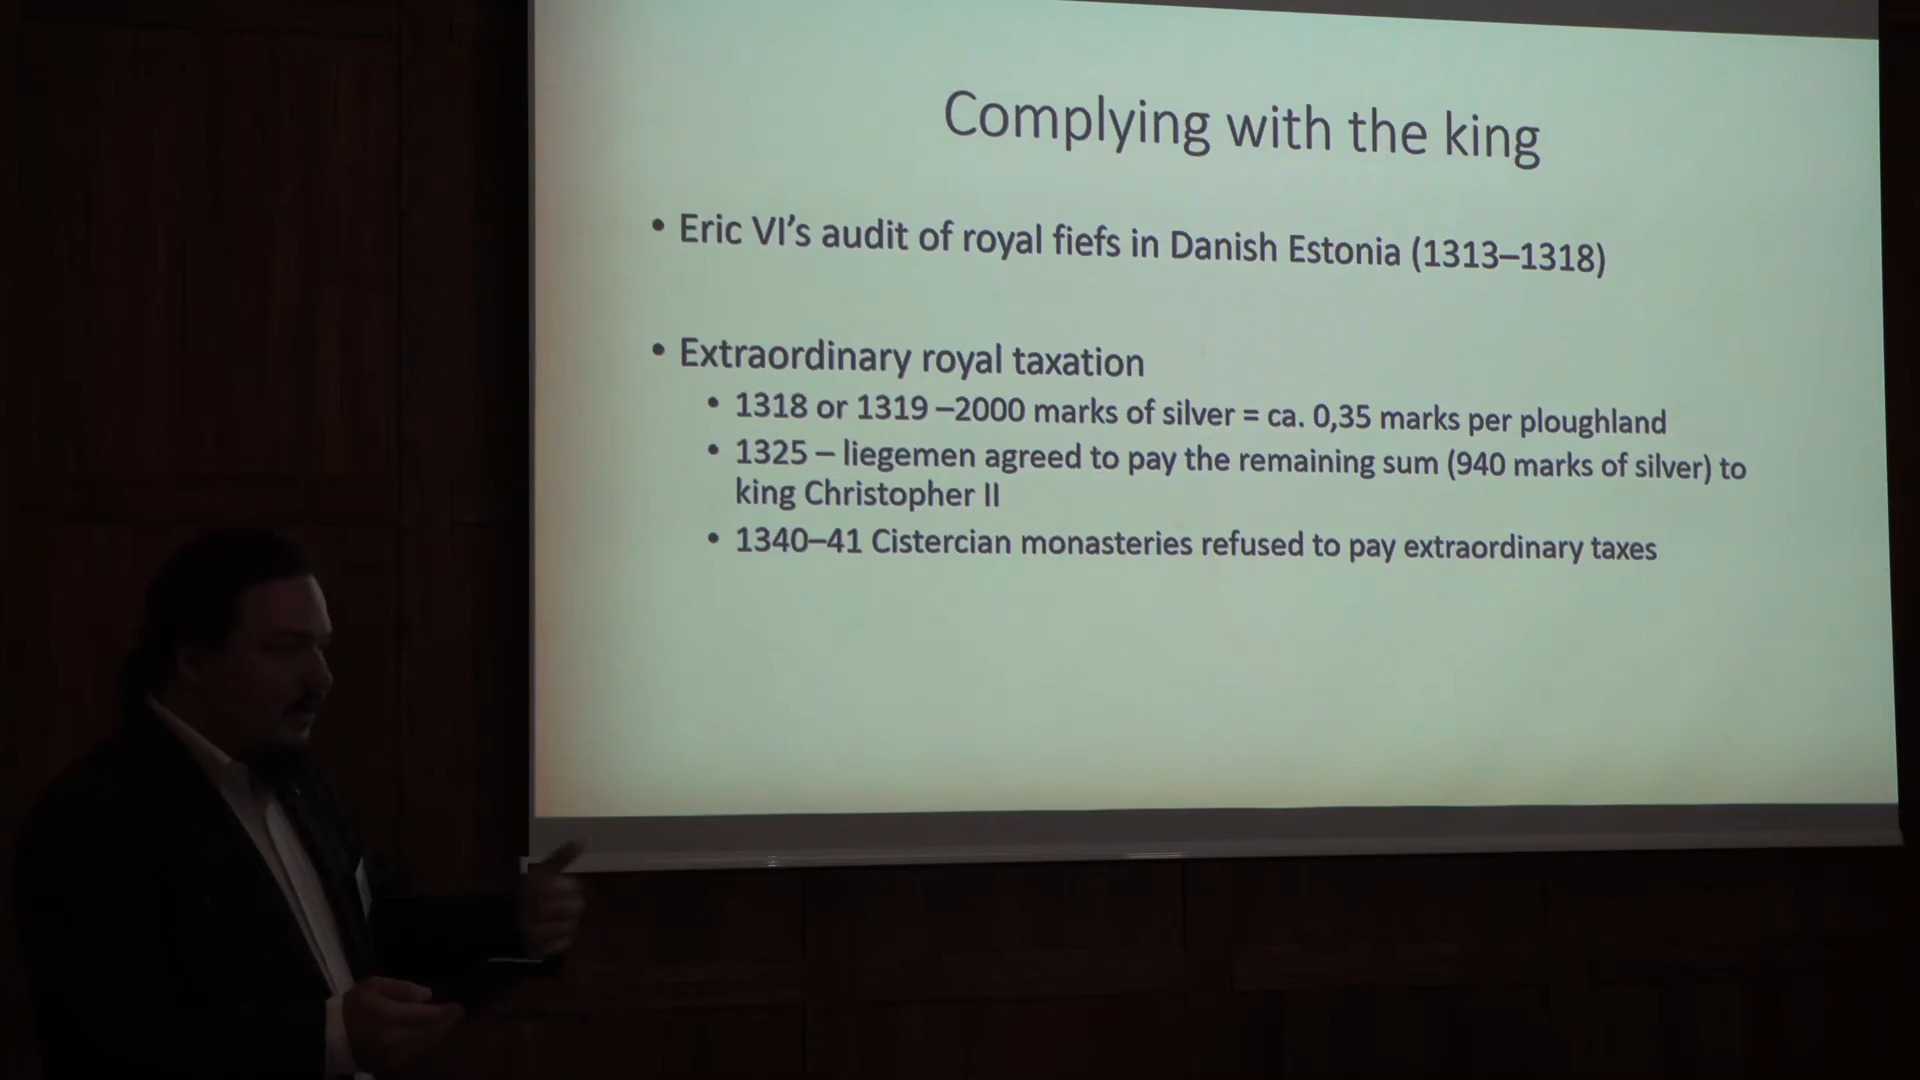 Complying with the king
• Eric VI’s audit of royal fiefs in Danish Estonia (1313–1318)
• Extraordinary royal taxation
• 1318 or 1319 –2000 marks of silver = ca. 0,35 marks per ploughland
• 1325 – liegemen agreed to pay the remaining sum (940 marks of silver) to
king Christopher II
• 1340–41 Cistercian monasteries refused to pay extraordinary taxes